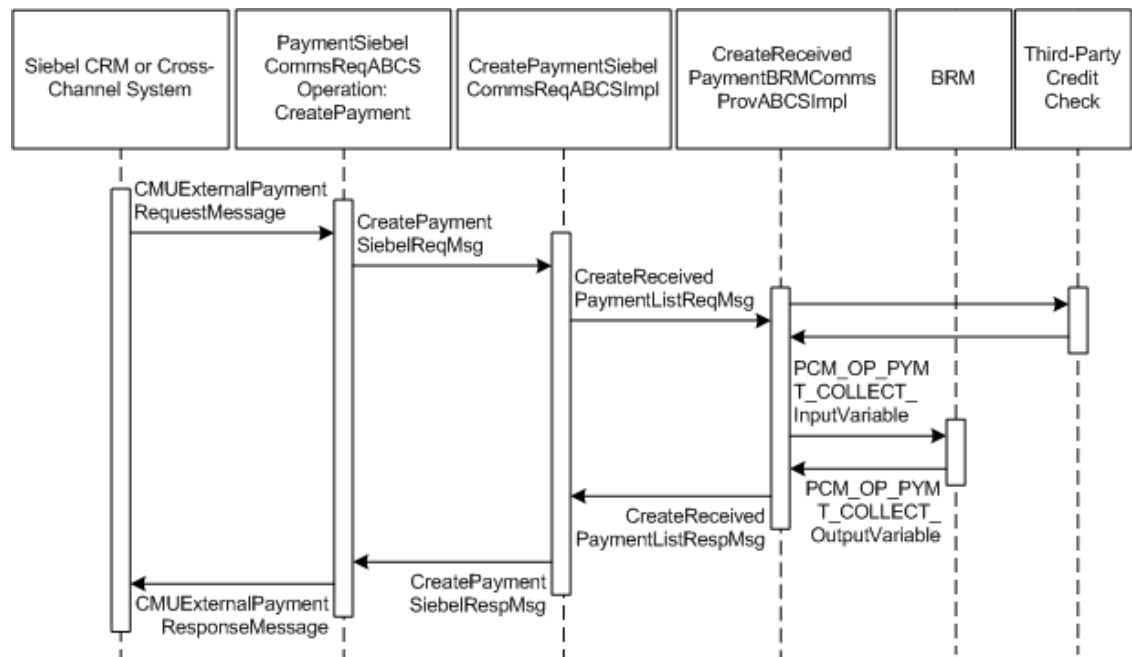 Siebel CRM or Cross-
Channel System
PaymentSiebel
CommsReqABCS
Operation:
CreatePayment
CreatePaymentSiebel
CommsReqABCSImpl
CreateReceived
PaymentBRMComms
ProvABCSImpl
BRM
Third-Party
Credit
Check
CMUExternalPayment
RequestMessage
CreatePayment
SiebelReqMsg
CreateReceived
PaymentListReqMsg
PCM_OP_PYM
T_COLLECT_
InputVariable
PCM_OP_PYM
T_COLLECT_
OutputVariable
CreateReceived
PaymentListRespMsg
CreatePayment
SiebelRespMsg
CMUExternalPayment
ResponseMessage